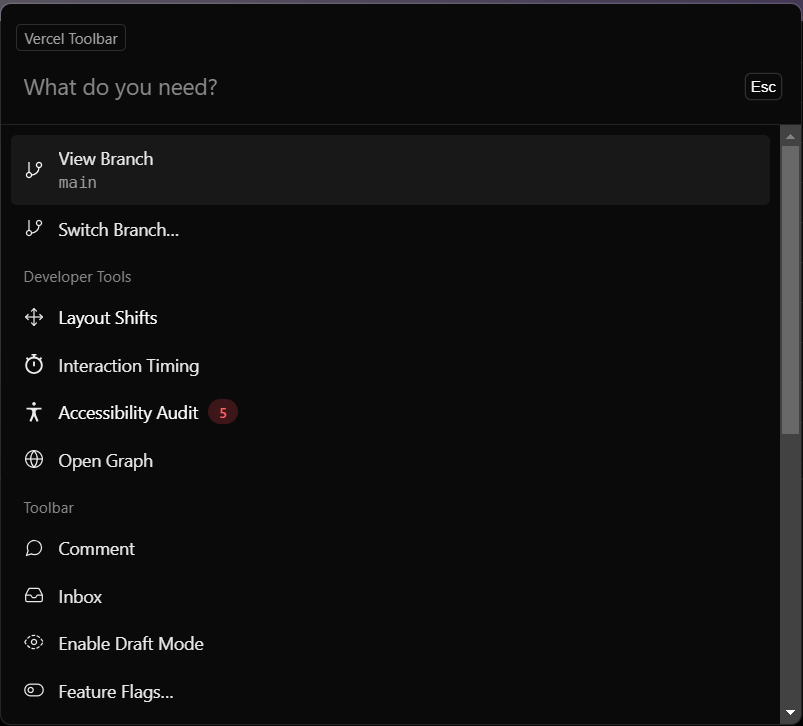 Vercel Toolbar
What do you need?
Esc
View Branch
main
Switch Branch...
Developer Tools
Layout Shifts
Interaction Timing
Accessibility Audit 5
Open Graph
Toolbar
Comment
Inbox
Enable Draft Mode
Feature Flags...